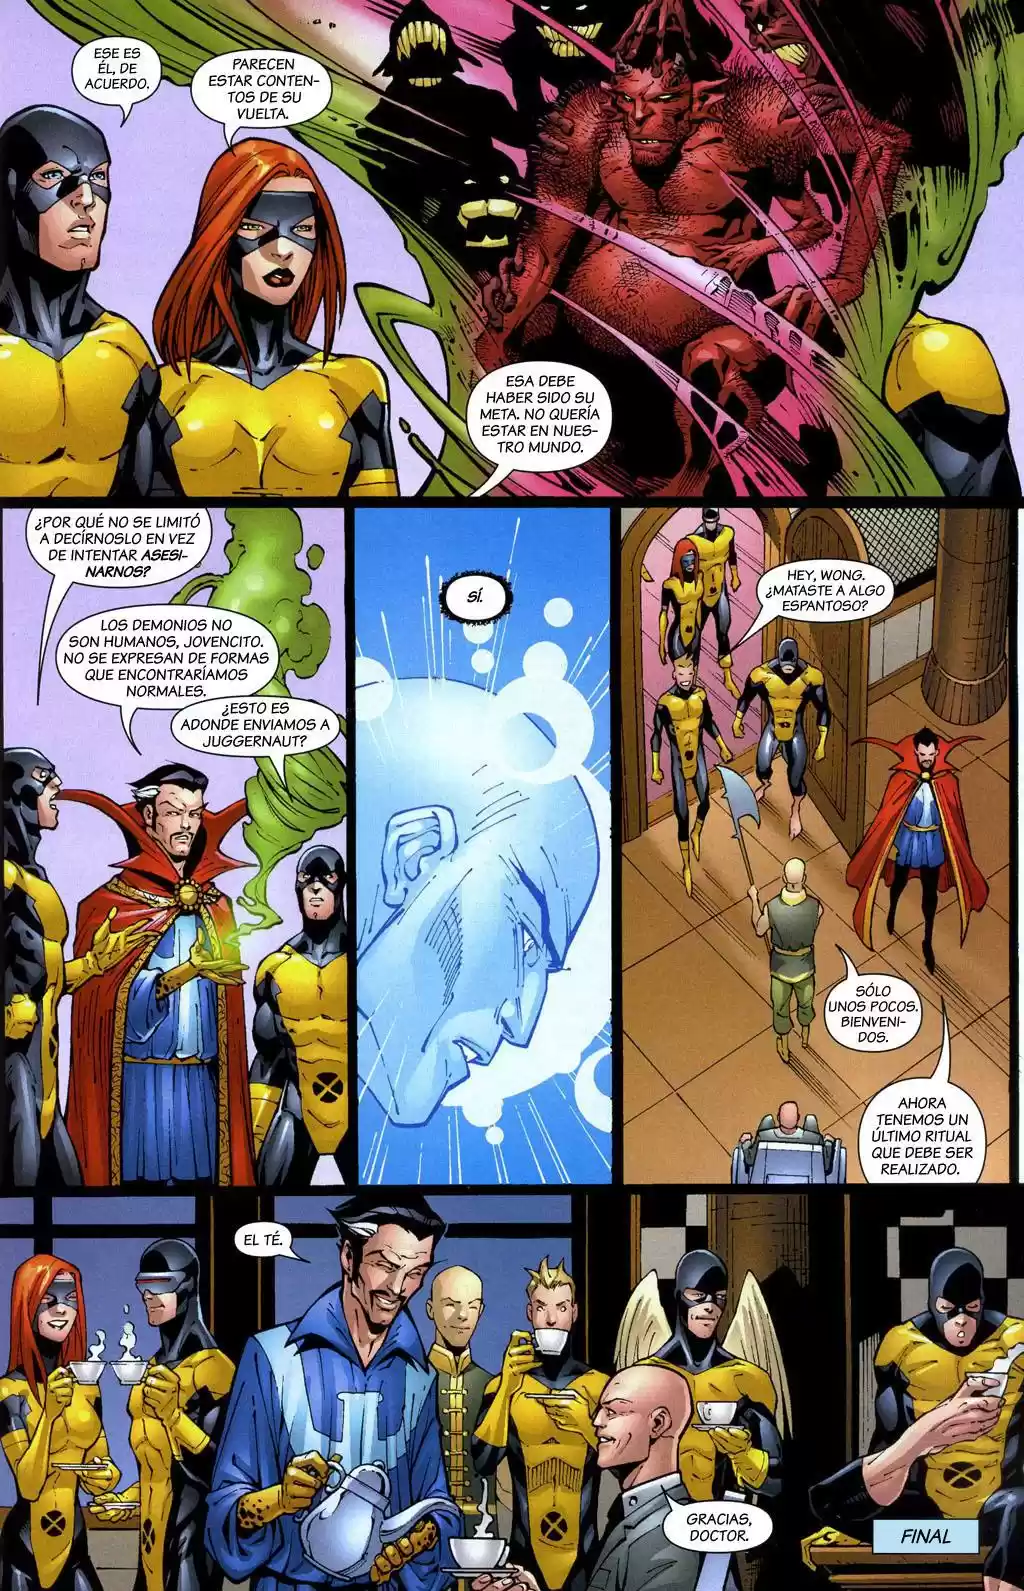 ESE ES
ÉL, DE
ACUERDO.
PARECEN
ESTAR CONTEN-
TOS DE SU
VUELTA.
ESA DEBE
HABER SIDO SU
META. NO QUERÍA
ESTAR EN NUES-
TRO MUNDO.
¿POR QUÉ NO SE LIMITÓ
A DECÍRNOSLO EN VEZ
DE INTENTAR ASESI-
NARNOS?
LOS DEMONIOS NO
SON HUMANOS, JOVENCITO.
NO SE EXPRESAN DE FORMAS
QUE ENCONTRARÍAMOS
NORMALES.
¿ESTO ES
ADONDE ENVIAMOS A
JUGGERNAUT?
SÍ.
HEY, WONG.
¿MATASTE A ALGO
ESPANTOSO?
SÓLO
UNOS POCOS.
BIENVENI-
DOS.
AHORA
TENEMOS UN
ÚLTIMO RITUAL
QUE DEBE SER
REALIZADO.
EL TÉ.
GRACIAS,
DOCTOR.
FINAL